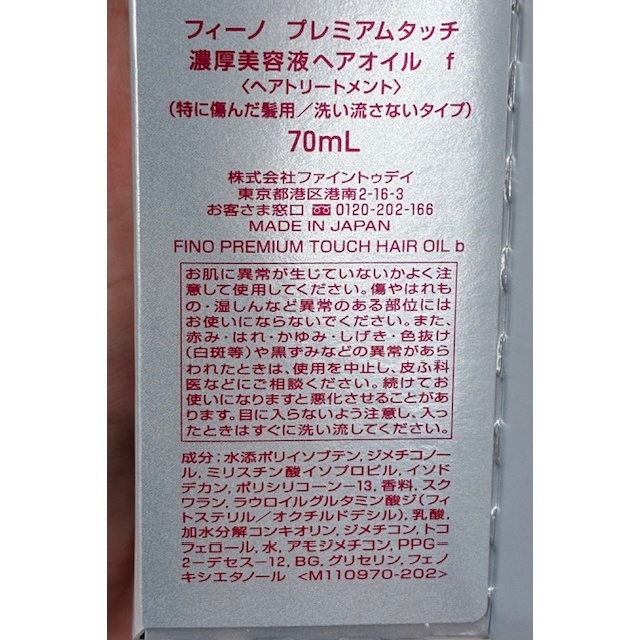 フィーノ プレミアムタッチ
濃厚美容液ヘアオイル f
〈ヘアトリートメント〉
(特に傷んだ髪用／洗い流さないタイプ)
70mL
株式会社ファイントゥデイ
東京都港区港南2-16-3
お客さま窓口 0120-202-166
MADE IN JAPAN
FINO PREMIUM TOUCH HAIR OIL b
お肌に異常が生じていないかよく注
意して使用してください。傷やはれも
の・湿しんなど異常のある部位には
お使いにならないでください。また、
赤み・はれ・かゆみ・しげき・色抜け
(白斑等)や黒ずみなどの異常があら
われたときは、使用を中止し、皮ふ科
医などにご相談ください。続けてお
使いになりますと悪化させることがあ
ります。目に入らないよう注意し、入っ
たときはすぐに洗い流してください。
成分：水添ポリイソブテン, ジメチコノー
ル, ミリスチン酸イソプロピル, イソド
デカン, ポリシリコーン-13, 香料, スク
ワラン, ラウロイルグルタミン酸ジ(フィ
トステリル／オクチルドデシル), 乳酸,
加水分解コンキオリン, ジメチコン, トコ
フェロール, 水, アモジメチコン, PPG-
2-デセス-12, BG, グリセリン, フェノ
キシエタノール <M110970-202>